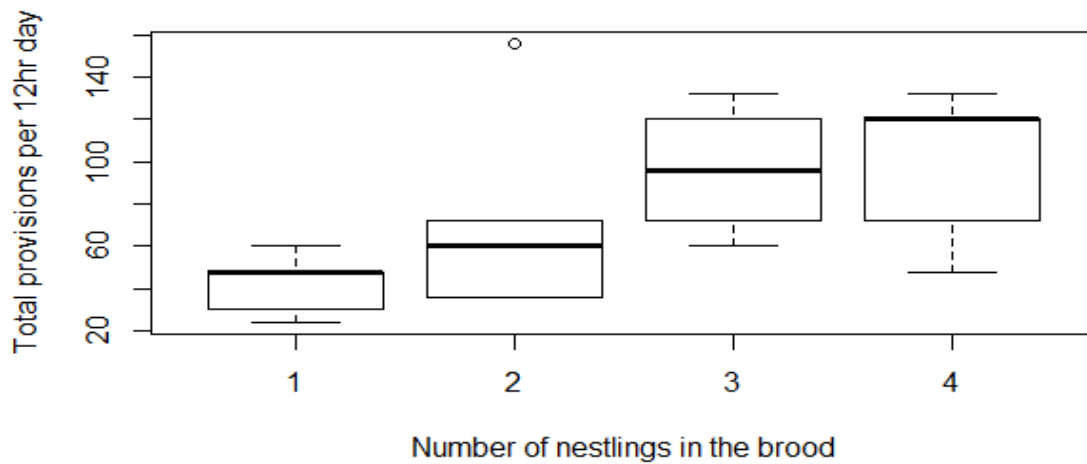 Total provisions per 12hr day
140
100
60
20
1 2 3 4
Number of nestlings in the brood